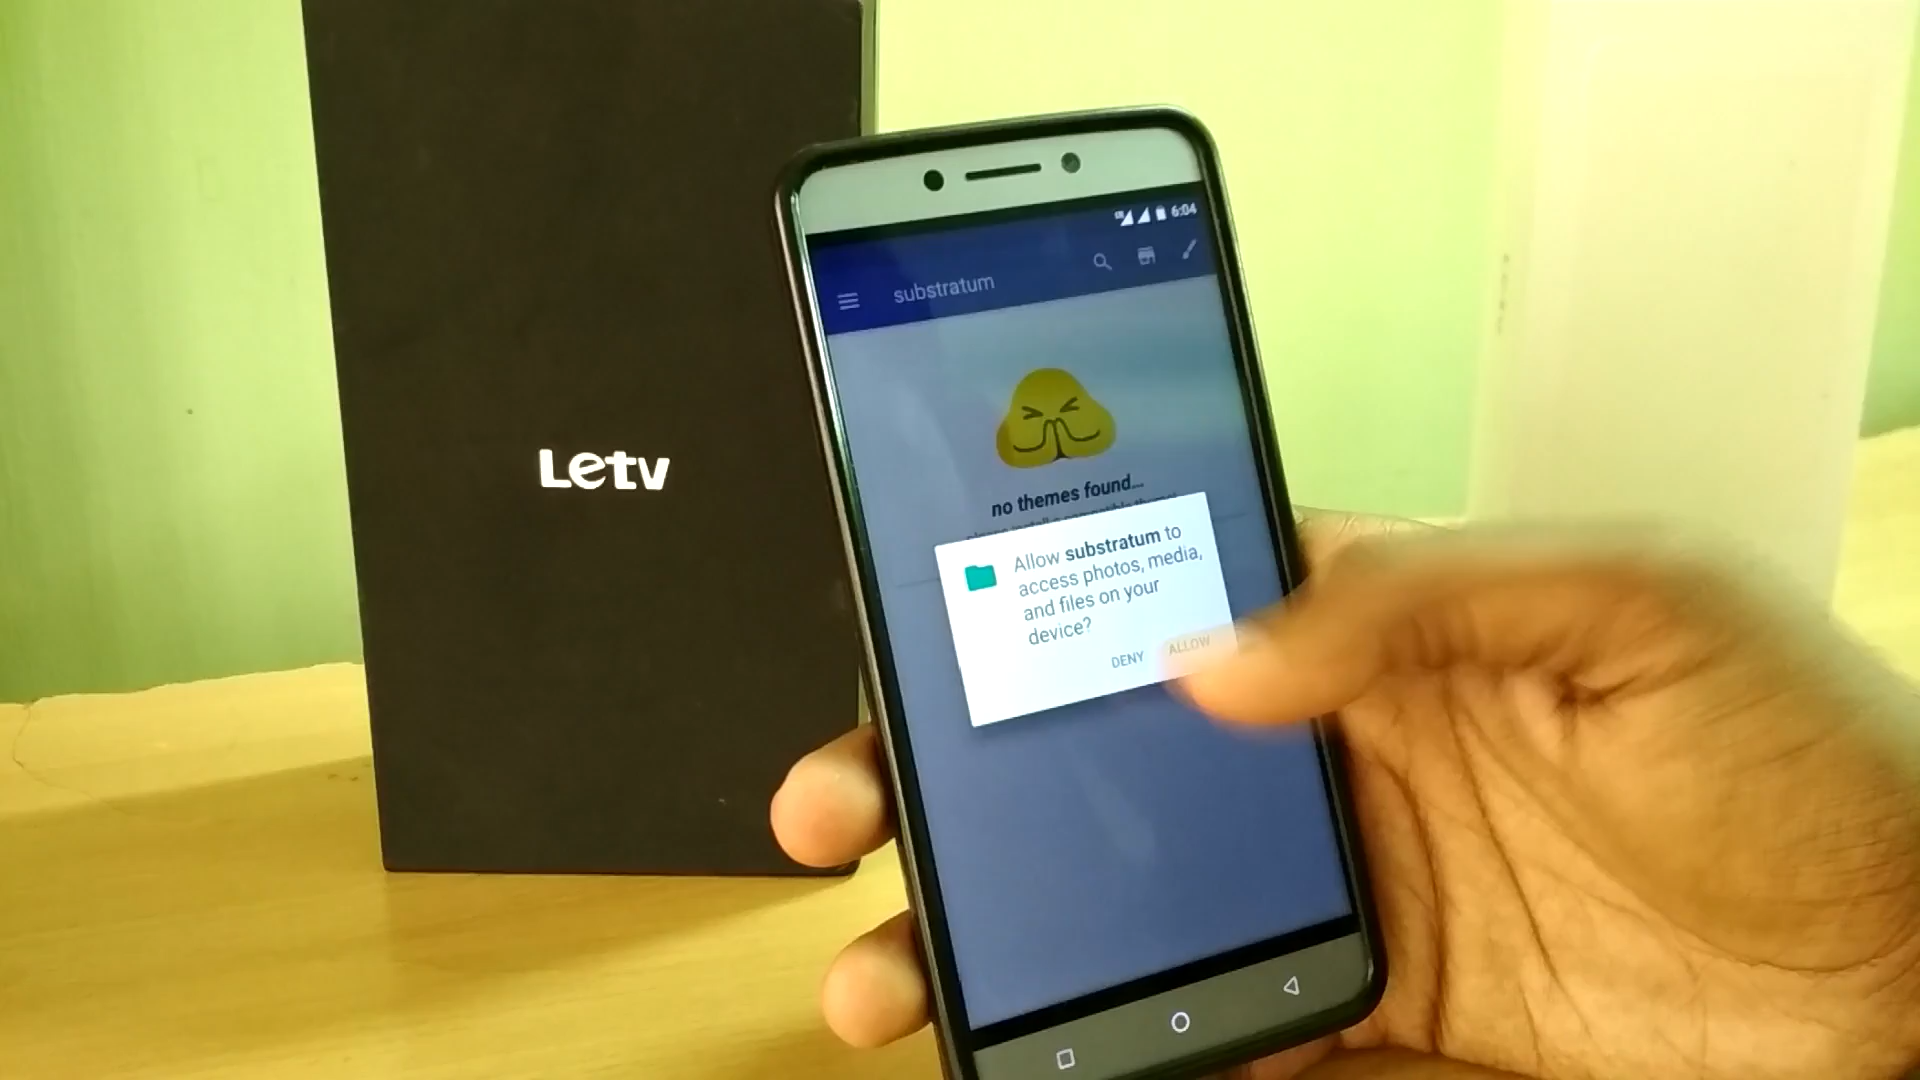 Letv
6:04
substratum
no themes found...
Allow substratum to
access photos, media,
and files on your
device?
DENY ALLOW